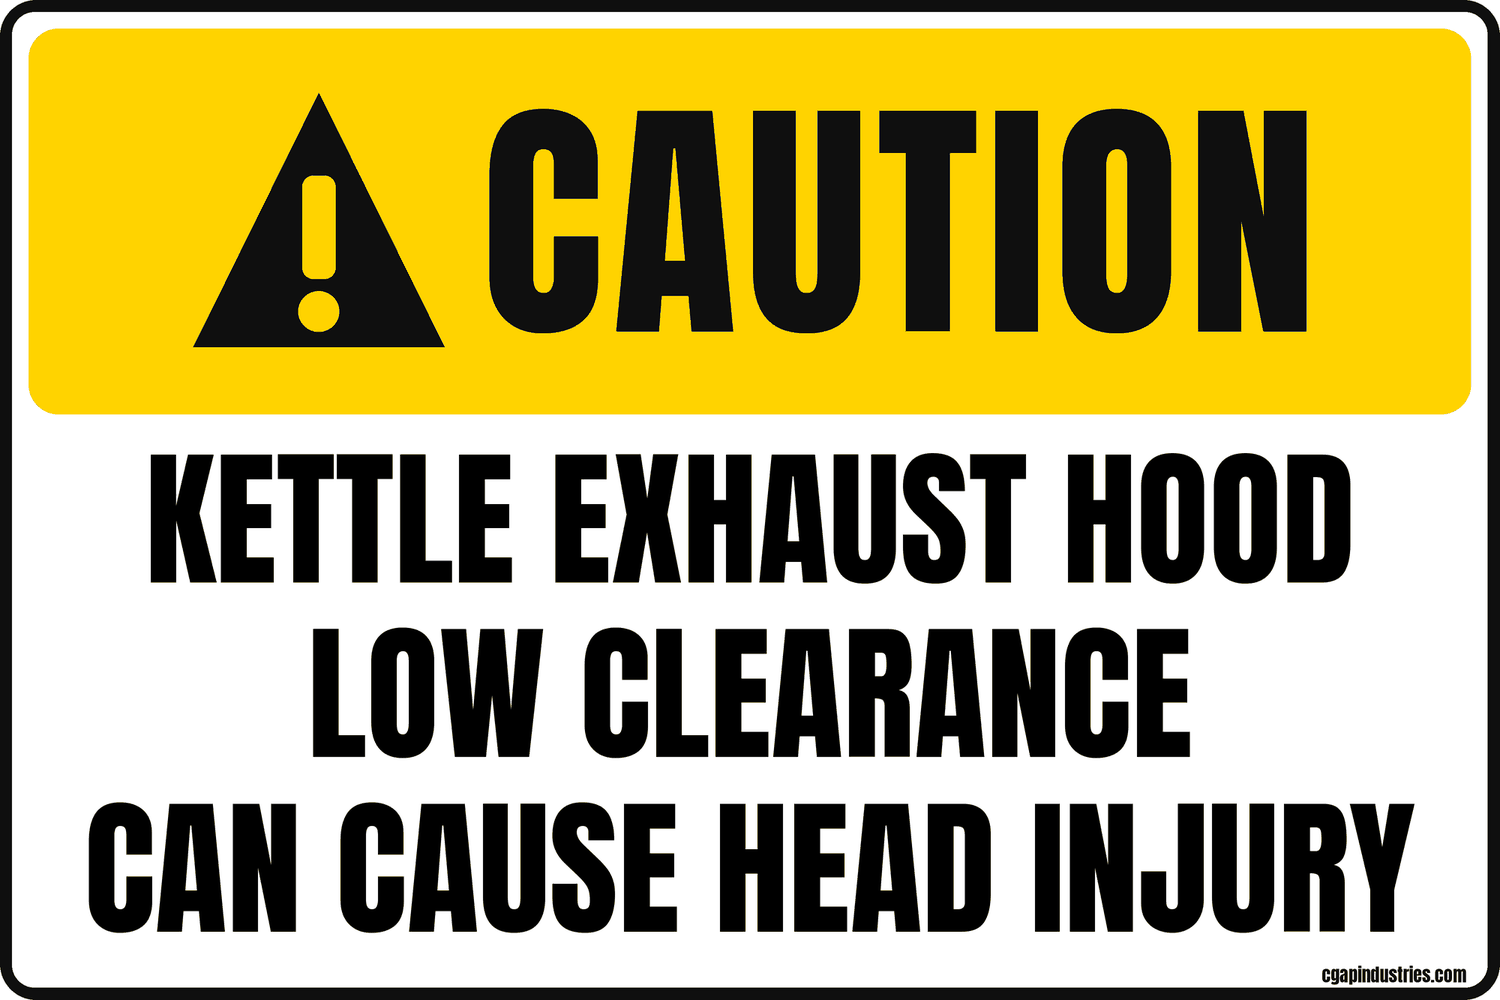 CAUTION
KETTLE EXHAUST HOOD
LOW CLEARANCE
CAN CAUSE HEAD INJURY
cgapindustries.com